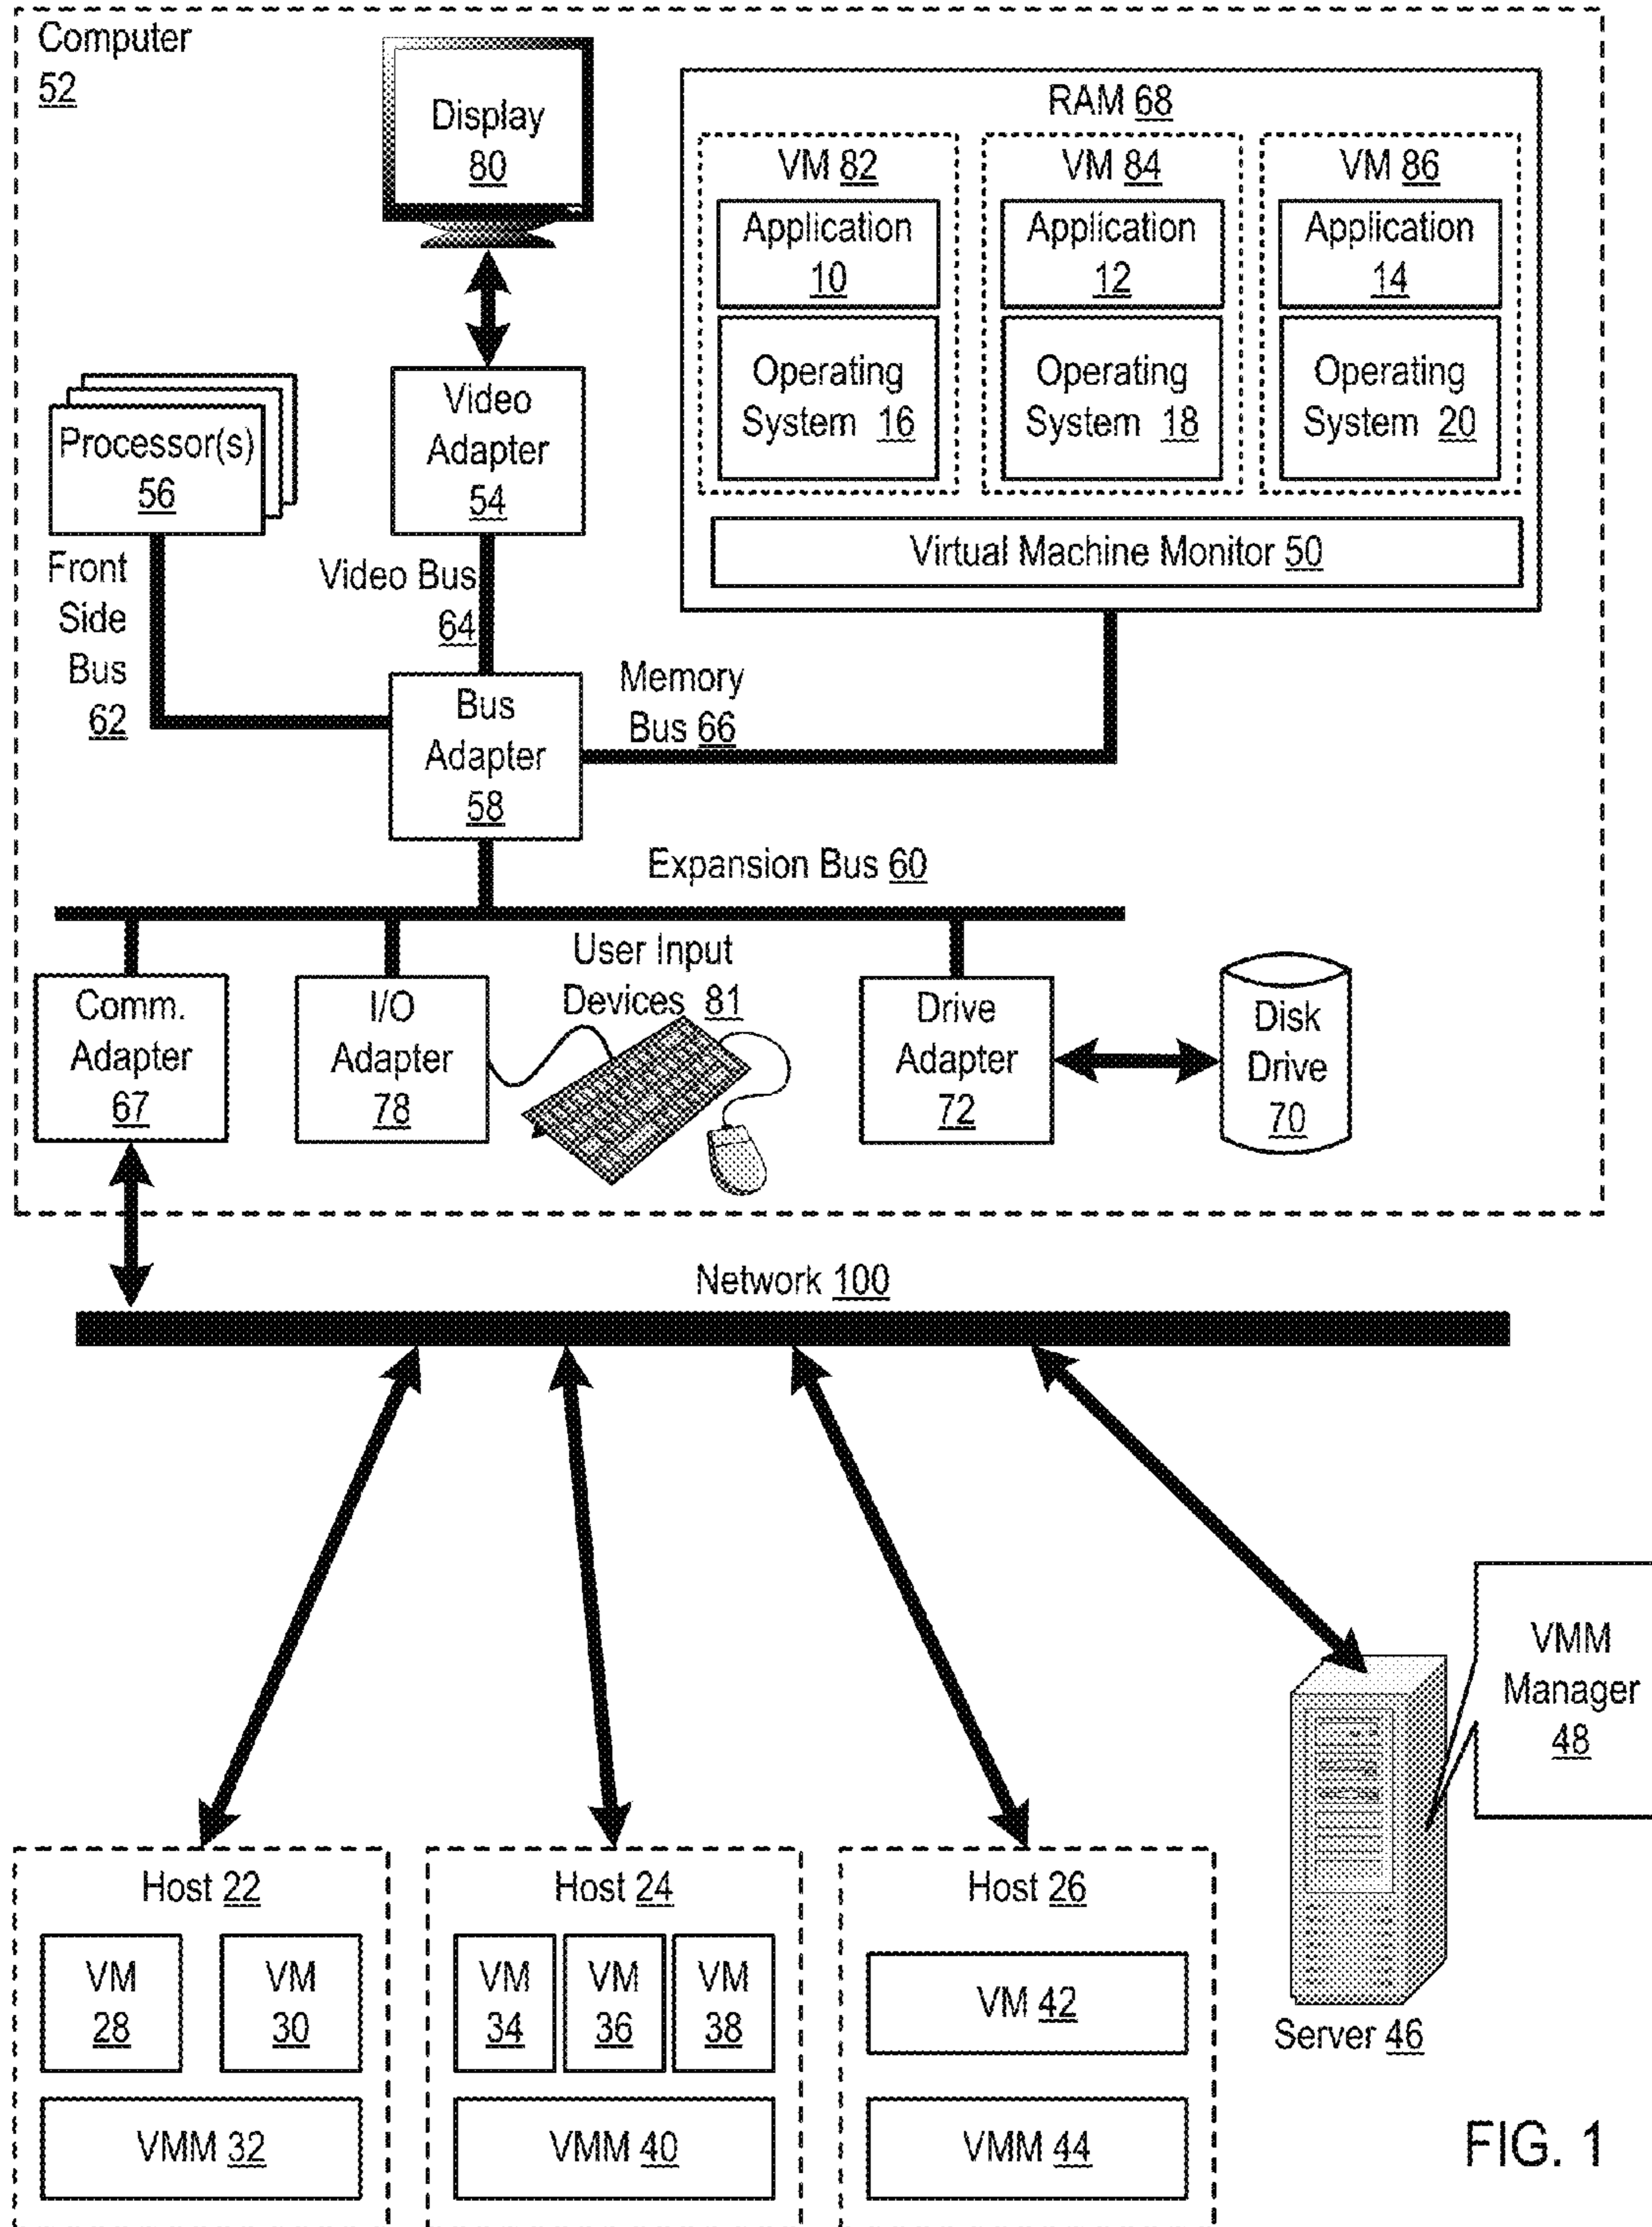 Computer
52
Display
80
RAM 68
VM 82
Application
10
Operating
System 16
VM 84
Application
12
Operating
System 18
VM 86
Application
14
Operating
System 20
Virtual Machine Monitor 50
Processor(s)
56
Video
Adapter
54
Front
Side
Bus
62
Video Bus
64
Bus
Adapter
58
Memory
Bus 66
Expansion Bus 60
Comm.
Adapter
67
I/O
Adapter
78
User Input
Devices 81
Drive
Adapter
72
Disk
Drive
70
Network 100
VMM
Manager
48
Server 46
Host 22
VM
28
VM
30
VMM 32
Host 24
VM
34
VM
36
VM
38
VMM 40
Host 26
VM 42
VMM 44
FIG. 1